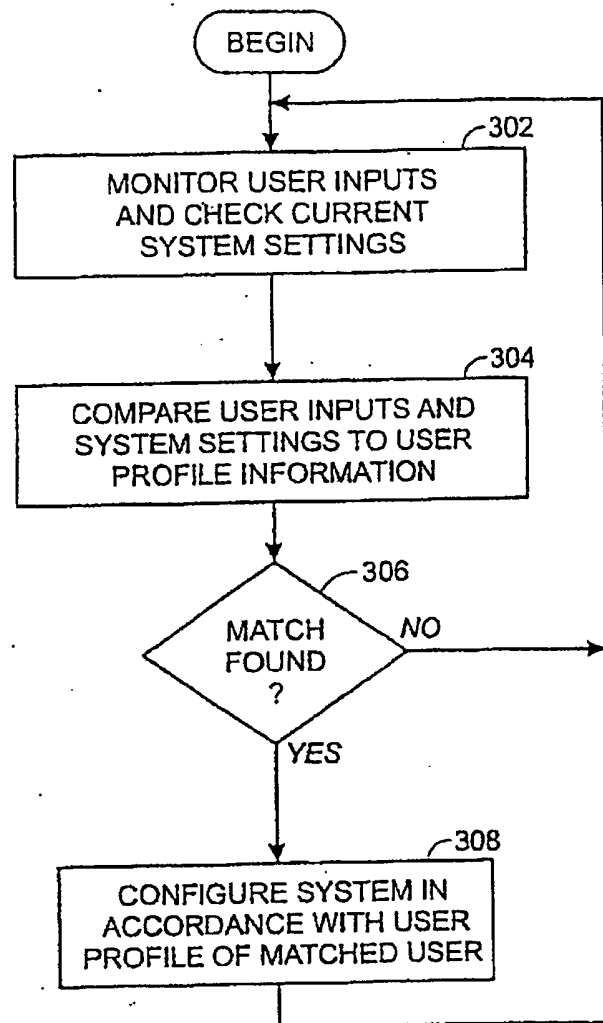 BEGIN
302
MONITOR USER INPUTS
AND CHECK CURRENT
SYSTEM SETTINGS
304
COMPARE USER INPUTS AND
SYSTEM SETTINGS TO USER
PROFILE INFORMATION
306
MATCH
FOUND
?
NO
YES
308
CONFIGURE SYSTEM IN
ACCORDANCE WITH USER
PROFILE OF MATCHED USER